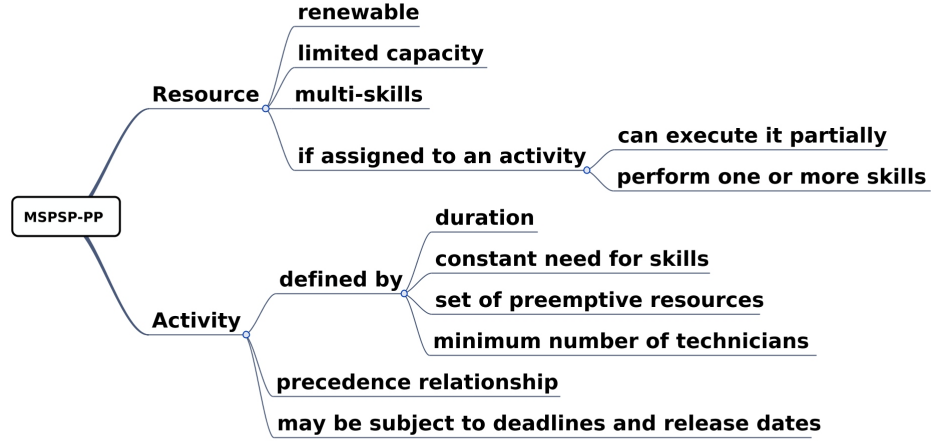 MSPSP-PP
Resource
renewable
limited capacity
multi-skills
if assigned to an activity
can execute it partially
perform one or more skills
Activity
defined by
duration
constant need for skills
set of preemptive resources
minimum number of technicians
precedence relationship
may be subject to deadlines and release dates